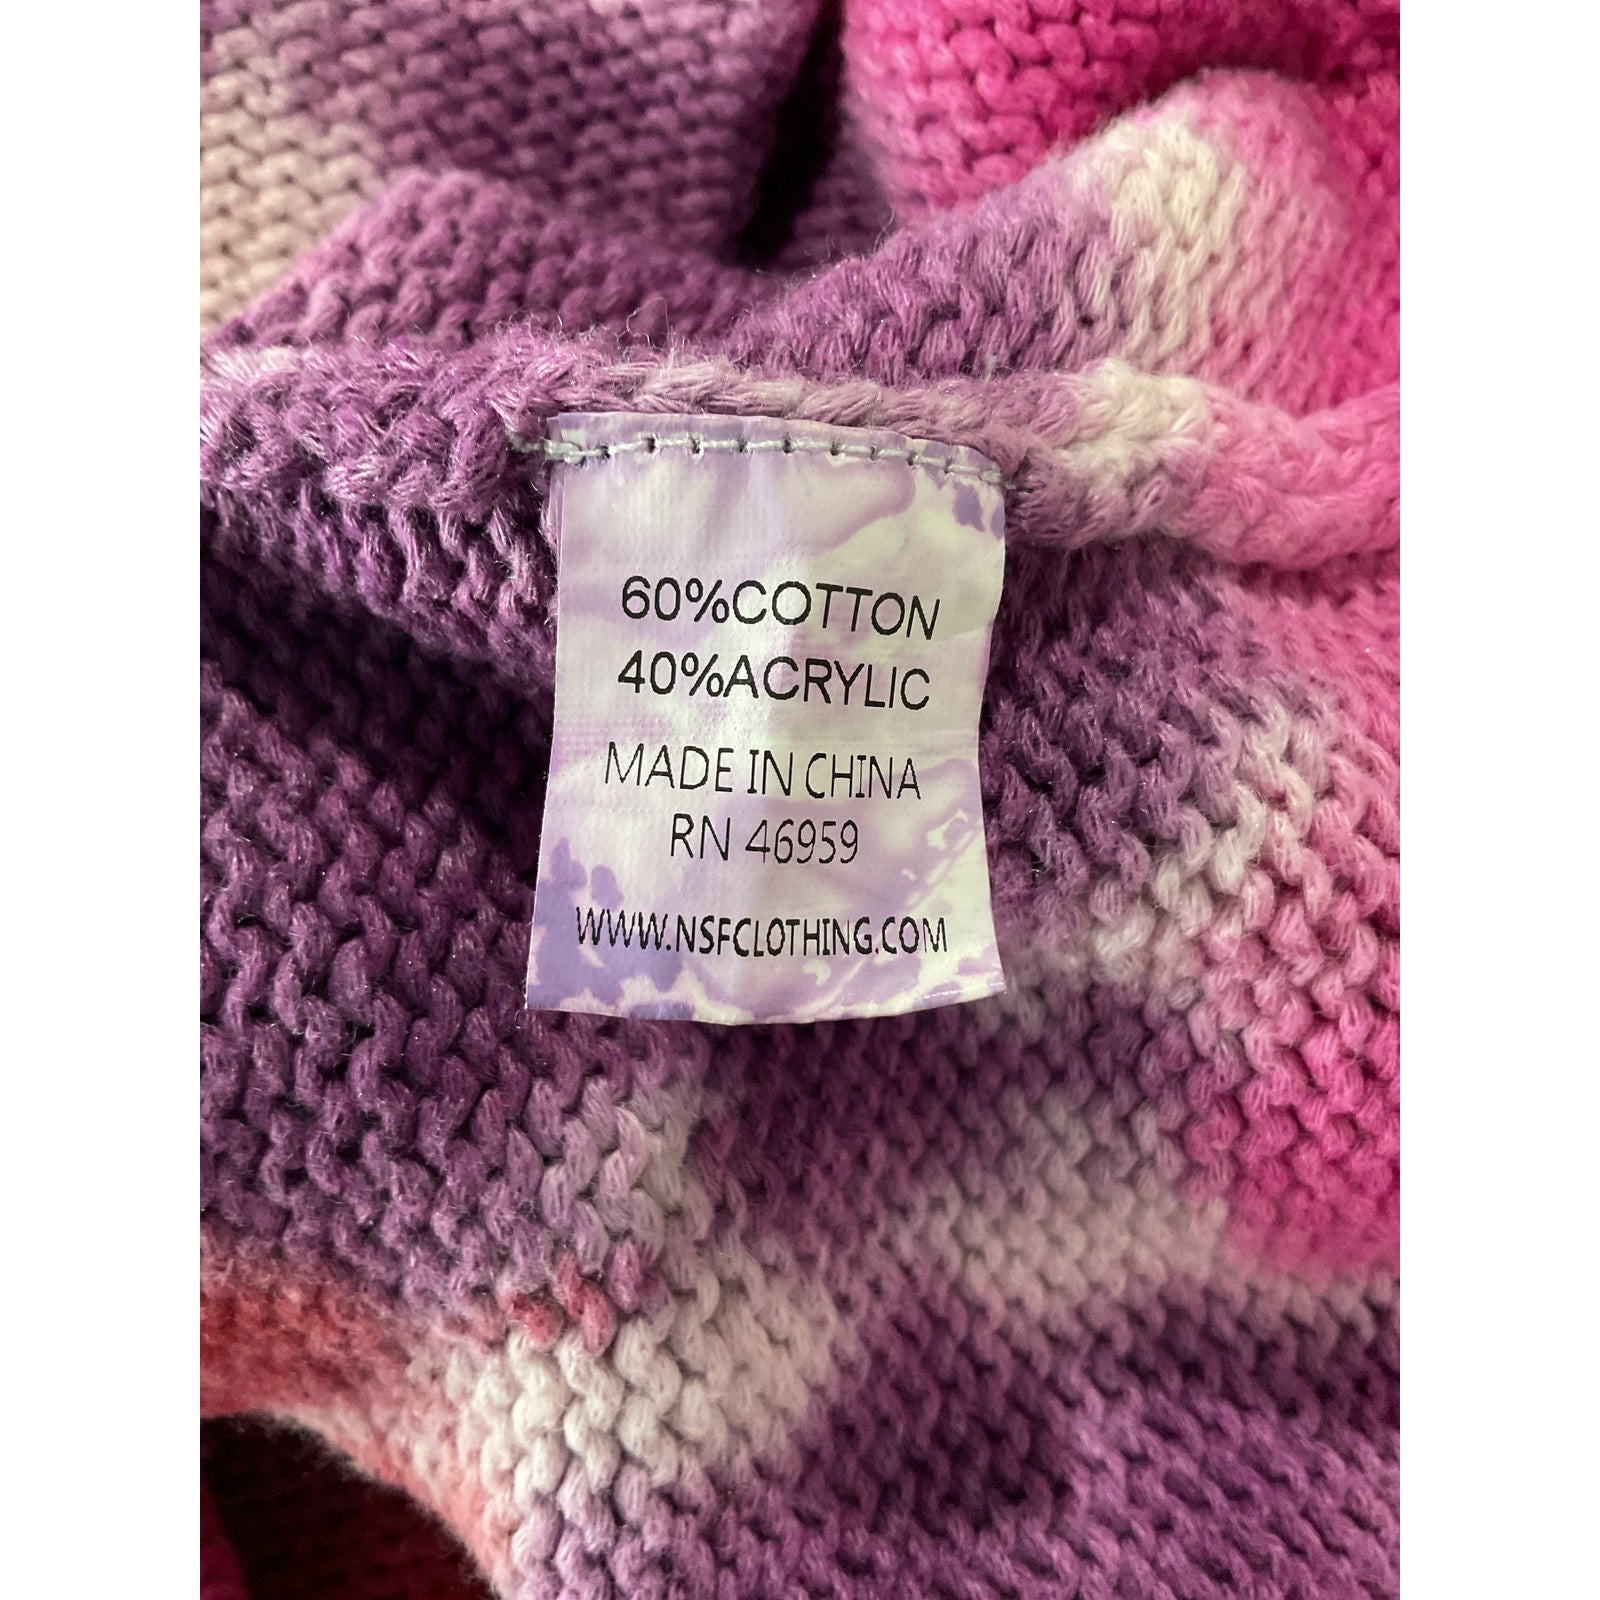 60%COTTON
40%ACRYLIC
MADE IN CHINA
RN 46959
WWW.NSFCLOTHING.COM